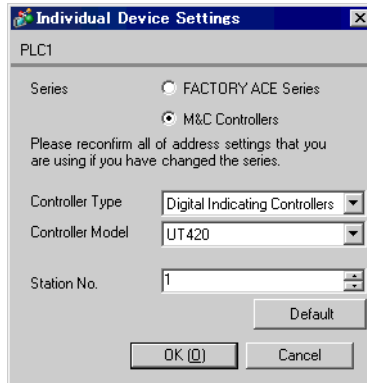 Individual Device Settings
PLC1
Series
FACTORY ACE Series
M&C Controllers
Please reconfirm all of address settings that you
are using if you have changed the series.
Controller Type
Digital Indicating Controllers
Controller Model
UT420
Station No.
1
Default
OK (O)
Cancel